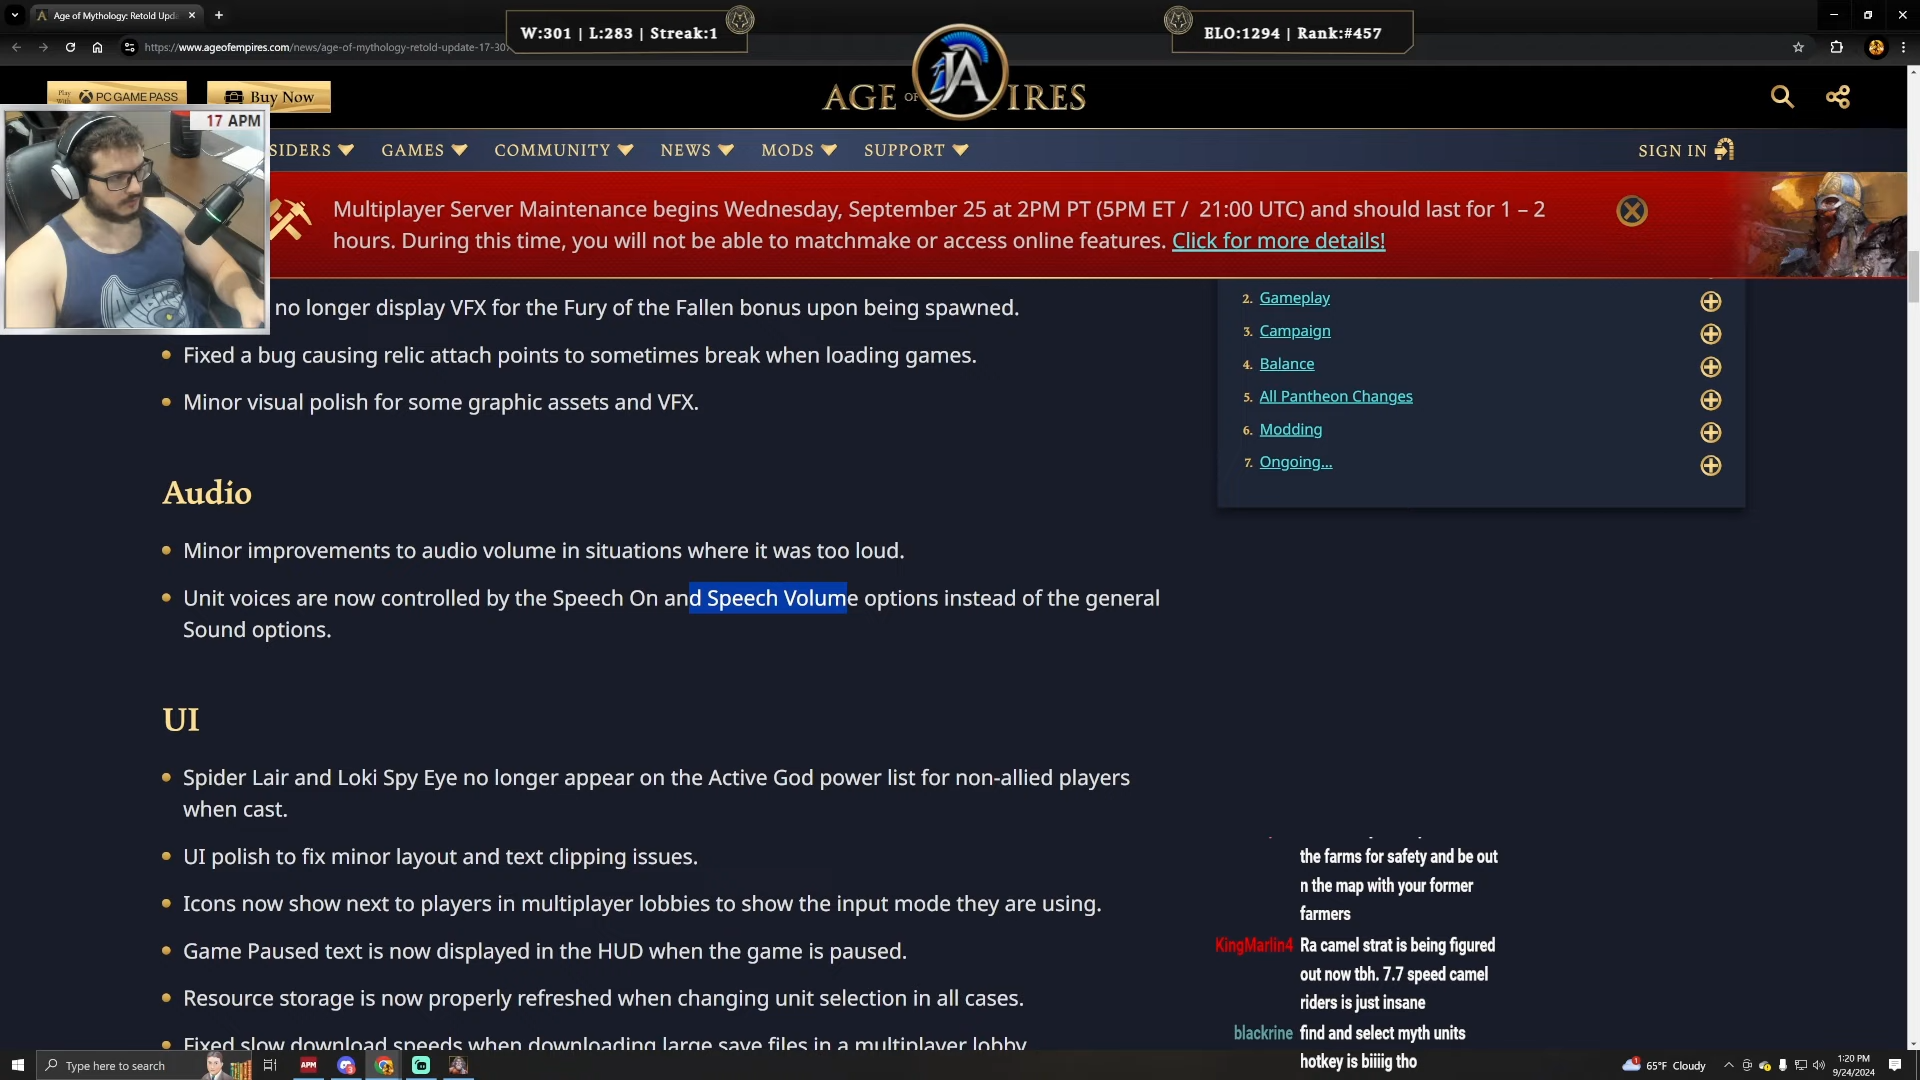 Age of Mythology: Retold Upd
W:301 | L:283 | Streak:1
ELO:1294 | Rank:#457
https://www.ageofempires.com/news/age-of-mythology-retold-update-17-30
Play With
PC GAME PASS
Buy Now
AGE OF
IRES
17 APM
SIDERS
GAMES
COMMUNITY
NEWS
MODS
SUPPORT
SIGN IN
Multiplayer Server Maintenance begins Wednesday, September 25 at 2PM PT (5PM ET / 21:00 UTC) and should last for 1 – 2
hours. During this time, you will not be able to matchmake or access online features. Click for more details!
no longer display VFX for the Fury of the Fallen bonus upon being spawned.
Fixed a bug causing relic attach points to sometimes break when loading games.
Minor visual polish for some graphic assets and VFX.
2. Gameplay
3. Campaign
4. Balance
5. All Pantheon Changes
6. Modding
7. Ongoing...
Audio
Minor improvements to audio volume in situations where it was too loud.
Unit voices are now controlled by the Speech On and Speech Volume options instead of the general
Sound options.
UI
Spider Lair and Loki Spy Eye no longer appear on the Active God power list for non-allied players
when cast.
UI polish to fix minor layout and text clipping issues.
Icons now show next to players in multiplayer lobbies to show the input mode they are using.
Game Paused text is now displayed in the HUD when the game is paused.
Resource storage is now properly refreshed when changing unit selection in all cases.
Fixed slow download speeds when downloading large save files in a multiplayer lobby
the farms for safety and be out
n the map with your former
farmers
KingMarlin4 Ra camel strat is being figured
out now tbh. 7.7 speed camel
riders is just insane
blackrine find and select myth units
hotkey is biiiig tho
Type here to search
APM
65°F Cloudy
1:20 PM
9/24/2024